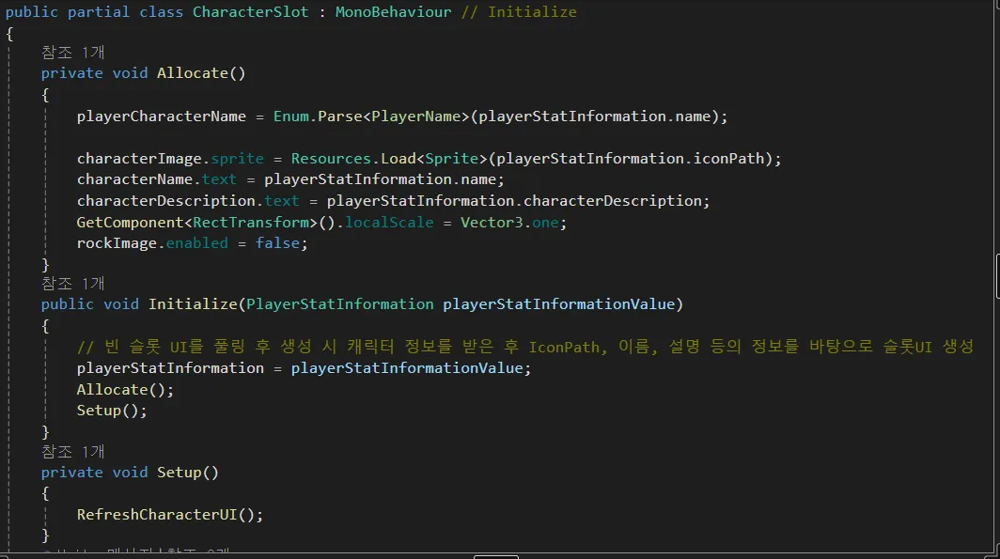 public partial class CharacterSlot : MonoBehaviour // Initialize
{
참조 1개
private void Allocate()
{
playerCharacterName = Enum.Parse<PlayerName>(playerStatInformation.name);
characterImage.sprite = Resources.Load<Sprite>(playerStatInformation.iconPath);
characterName.text = playerStatInformation.name;
characterDescription.text = playerStatInformation.characterDescription;
GetComponent<RectTransform>().localScale = Vector3.one;
rockImage.enabled = false;
}
참조 1개
public void Initialize(PlayerStatInformation playerStatInformationValue)
{
// 빈 슬롯 UI를 풀링 후 생성 시 캐릭터 정보를 받은 후 IconPath, 이름, 설명 등의 정보를 바탕으로 슬롯UI 생성
playerStatInformation = playerStatInformationValue;
Allocate();
Setup();
}
참조 1개
private void Setup()
{
RefreshCharacterUI();
}